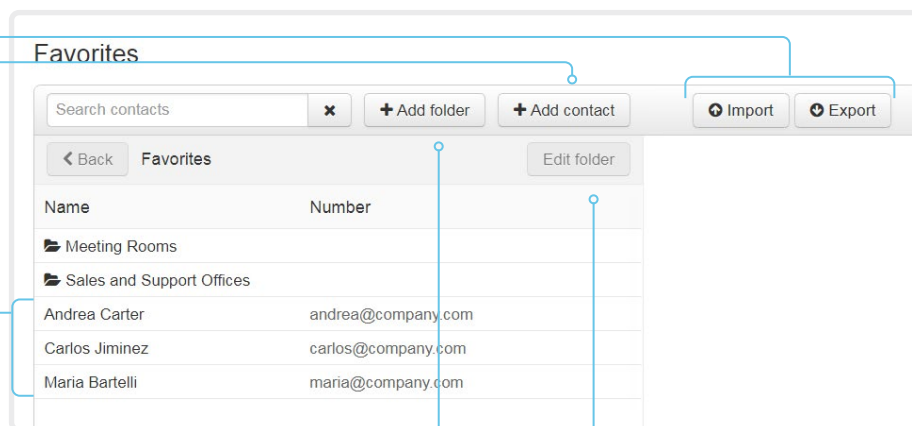 Favorites
Search contacts Add folder Add contact Import Export
Back Favorites Edit folder
Name Number
Meeting Rooms
Sales and Support Offices
Andrea Carter andrea@company.com
Carlos Jiminez carlos@company.com
Maria Bartelli maria@company.com